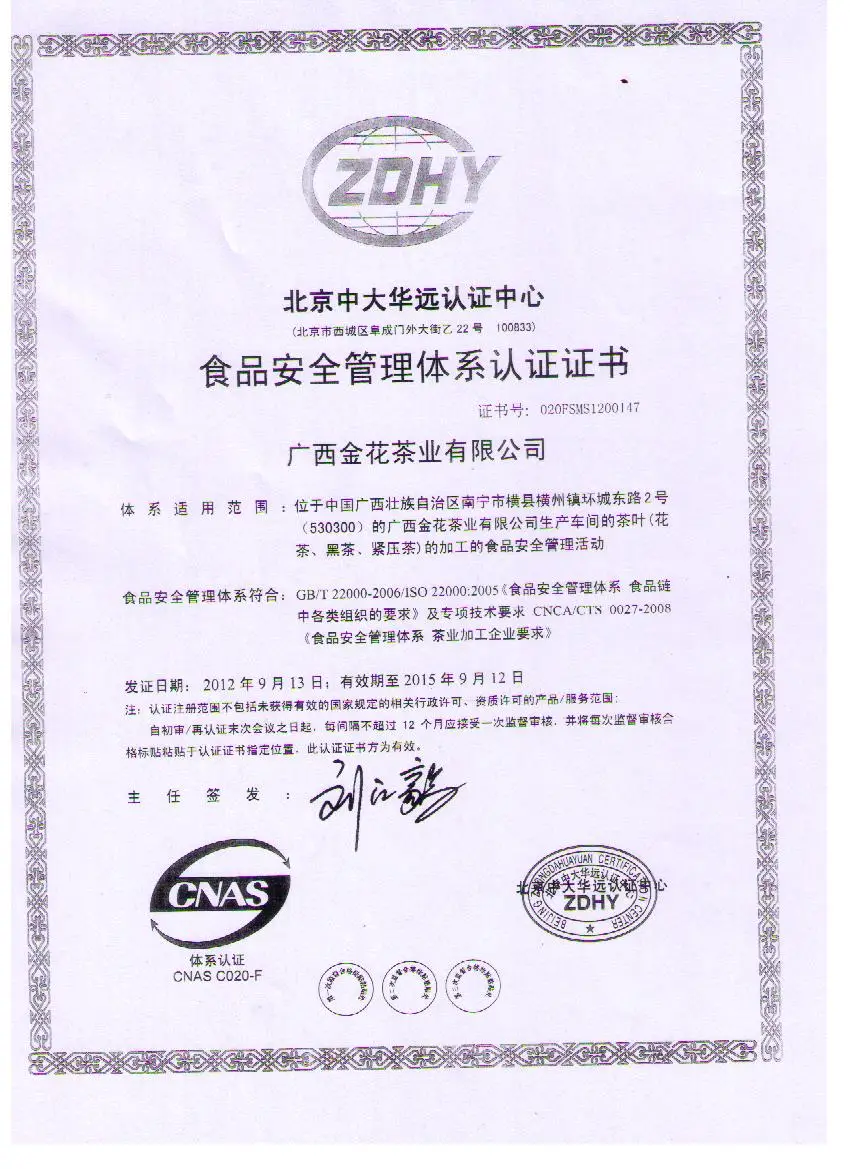 ZDHY
北京中大华远认证中心
(北京市西城区阜成门外大街乙 22 号 100833)
食品安全管理体系认证证书
证书号: 020FSMS1200147
广西金花茶业有限公司
体系适用范围:位于中国广西壮族自治区南宁市横县横州镇环城东路2号
(530300)的广西金花茶业有限公司生产车间的茶叶(花
茶、黑茶、紧压茶)的加工的食品安全管理活动
食品安全管理体系符合: GB/T 22000-2006/ISO 22000:2005《食品安全管理体系 食品链
中各类组织的要求》及专项技术要求 CNCA/CTS 0027-2008
《食品安全管理体系 茶业加工企业要求》
发证日期: 2012 年 9 月 13 日; 有效期至 2015 年 9 月 12 日
注: 认证注册范围不包括未获得有效的国家规定的相关行政许可、资质许可的产品/服务范围;
自初审/再认证末次会议之日起, 每间隔不超过 12 个月应接受一次监督审核, 并将每次监督审核合
格标贴粘贴于认证证书指定位置, 此认证证书方为有效。
主任签发:
CNAS
体系认证
CNAS C020-F
北京中大华远认证中心
BEIJING ZHONGDAHUAYUAN CERTIFICATION CENTER
ZDHY